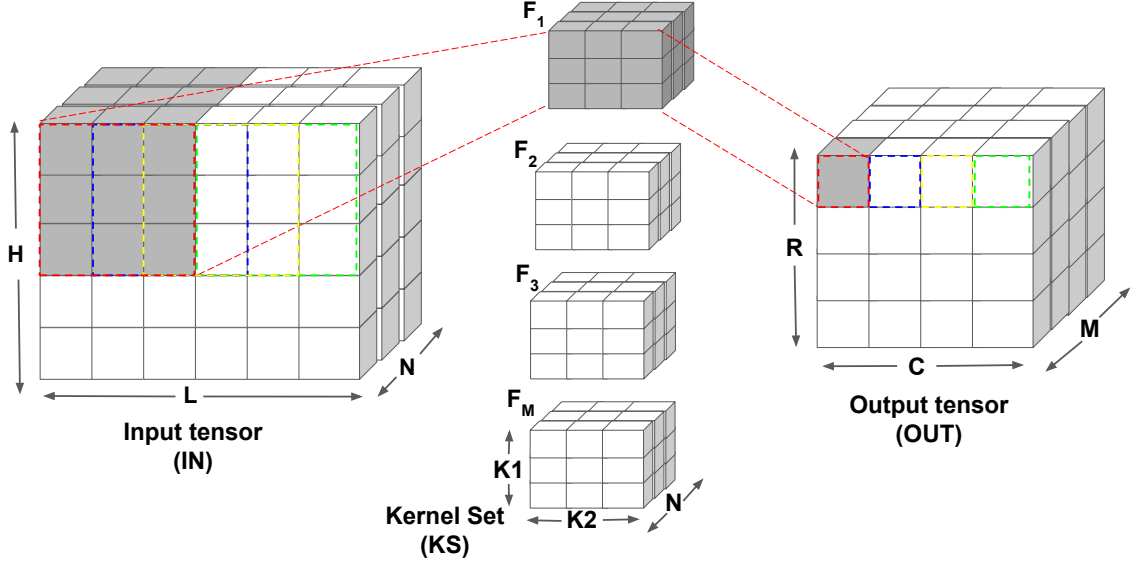 F1
F2
F3
FM
H
L
N
Input tensor
(IN)
K1
K2
N
Kernel Set
(KS)
R
C
M
Output tensor
(OUT)